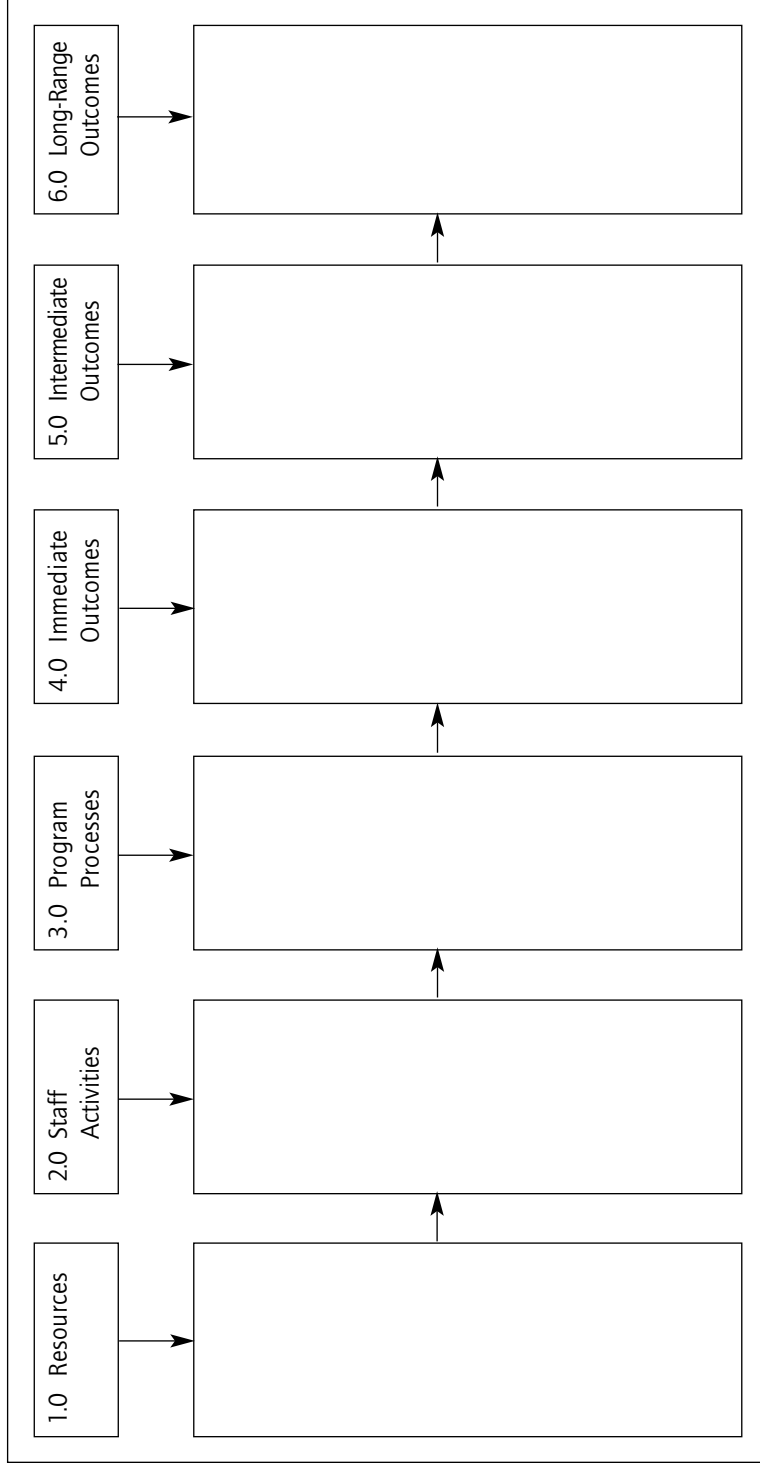 1.0 Resources
2.0 Staff
Activities
3.0 Program
Processes
4.0 Immediate
Outcomes
5.0 Intermediate
Outcomes
6.0 Long-Range
Outcomes